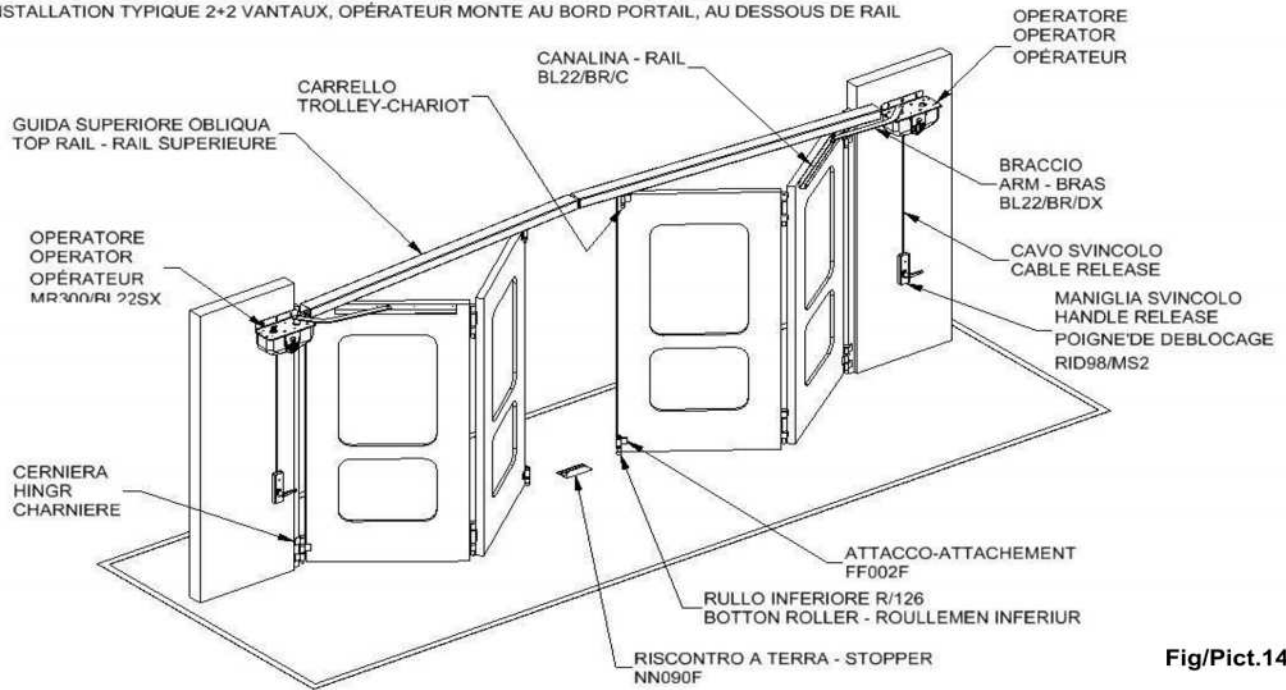 NSTALLATION TYPIQUE 2+2 VANTAUX, OPÉRATEUR MONTE AU BORD PORTAIL, AU DESSOUS DE RAIL
OPERATORE
OPERATOR
OPÉRATEUR
CANALINA - RAIL
BL22/BR/C
CARRELLO
TROLLEY-CHARIOT
GUIDA SUPERIORE OBLIQUA
TOP RAIL - RAIL SUPERIEURE
BRACCIO
ARM - BRAS
BL22/BR/DX
OPERATORE
OPERATOR
OPÉRATEUR
MR300/BL22SX
CAVO SVINCOLO
CABLE RELEASE
MANIGLIA SVINCOLO
HANDLE RELEASE
POIGNE'DE DEBLOCAGE
RID98/MS2
CERNIERA
HINGR
CHARNIERE
ATTACCO-ATTACHEMENT
FF002F
RULLO INFERIORE R/126
BOTTON ROLLER - ROULLEMEN INFERIUR
RISCONTRO A TERRA - STOPPER
NN090F
Fig/Pict.14